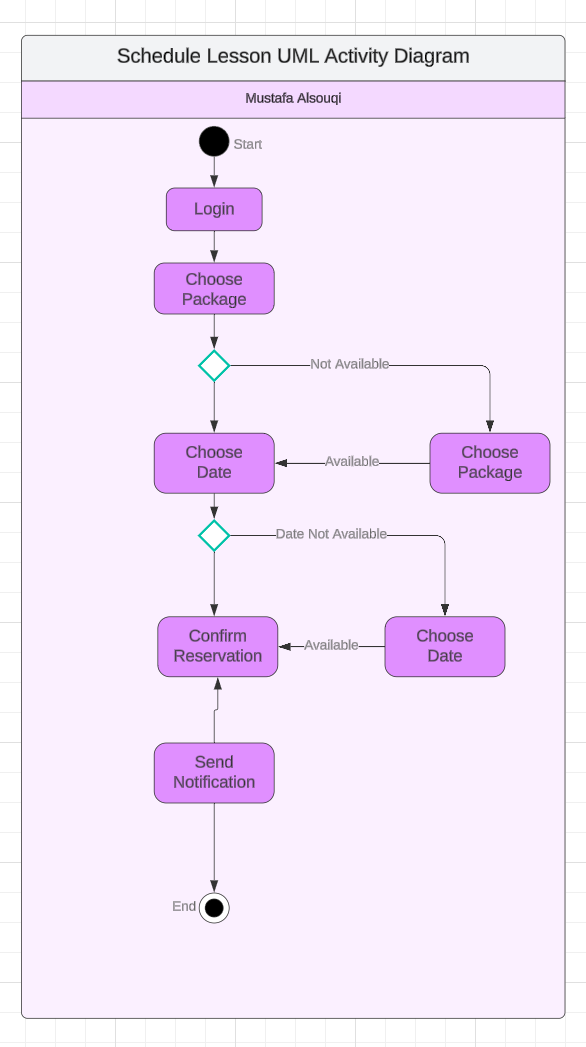 Schedule Lesson UML Activity Diagram
Mustafa Alsouqi
Start
Login
Choose
Package
Not Available
Choose
Date
Available
Choose
Package
Date Not Available
Confirm
Reservation
Available
Choose
Date
Send
Notification
End